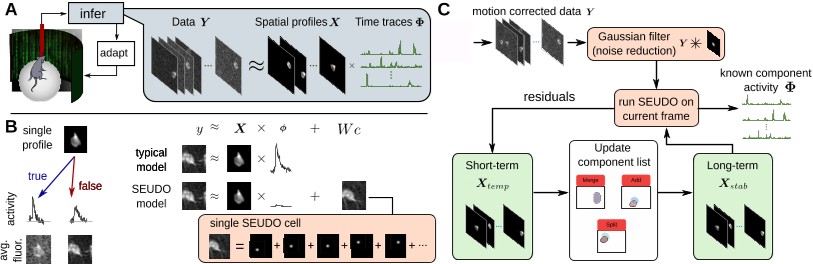 A
infer
adapt
Data Y
Spatial profiles X
Time traces Φ
≈
×
B
single
profile
true
false
activity
avg.
fluor.
y ≈ X × ϕ + Wc
typical
model
≈ ×
SEUDO
model
≈ × +
single SEUDO cell
= + + + + + ···
C
motion corrected data Y
Gaussian filter
(noise reduction)
Y ✳
known component
activity Φ
residuals
run SEUDO on
current frame
Short-term
X_temp
Update
component list
Merge
Add
Split
Long-term
X_stab